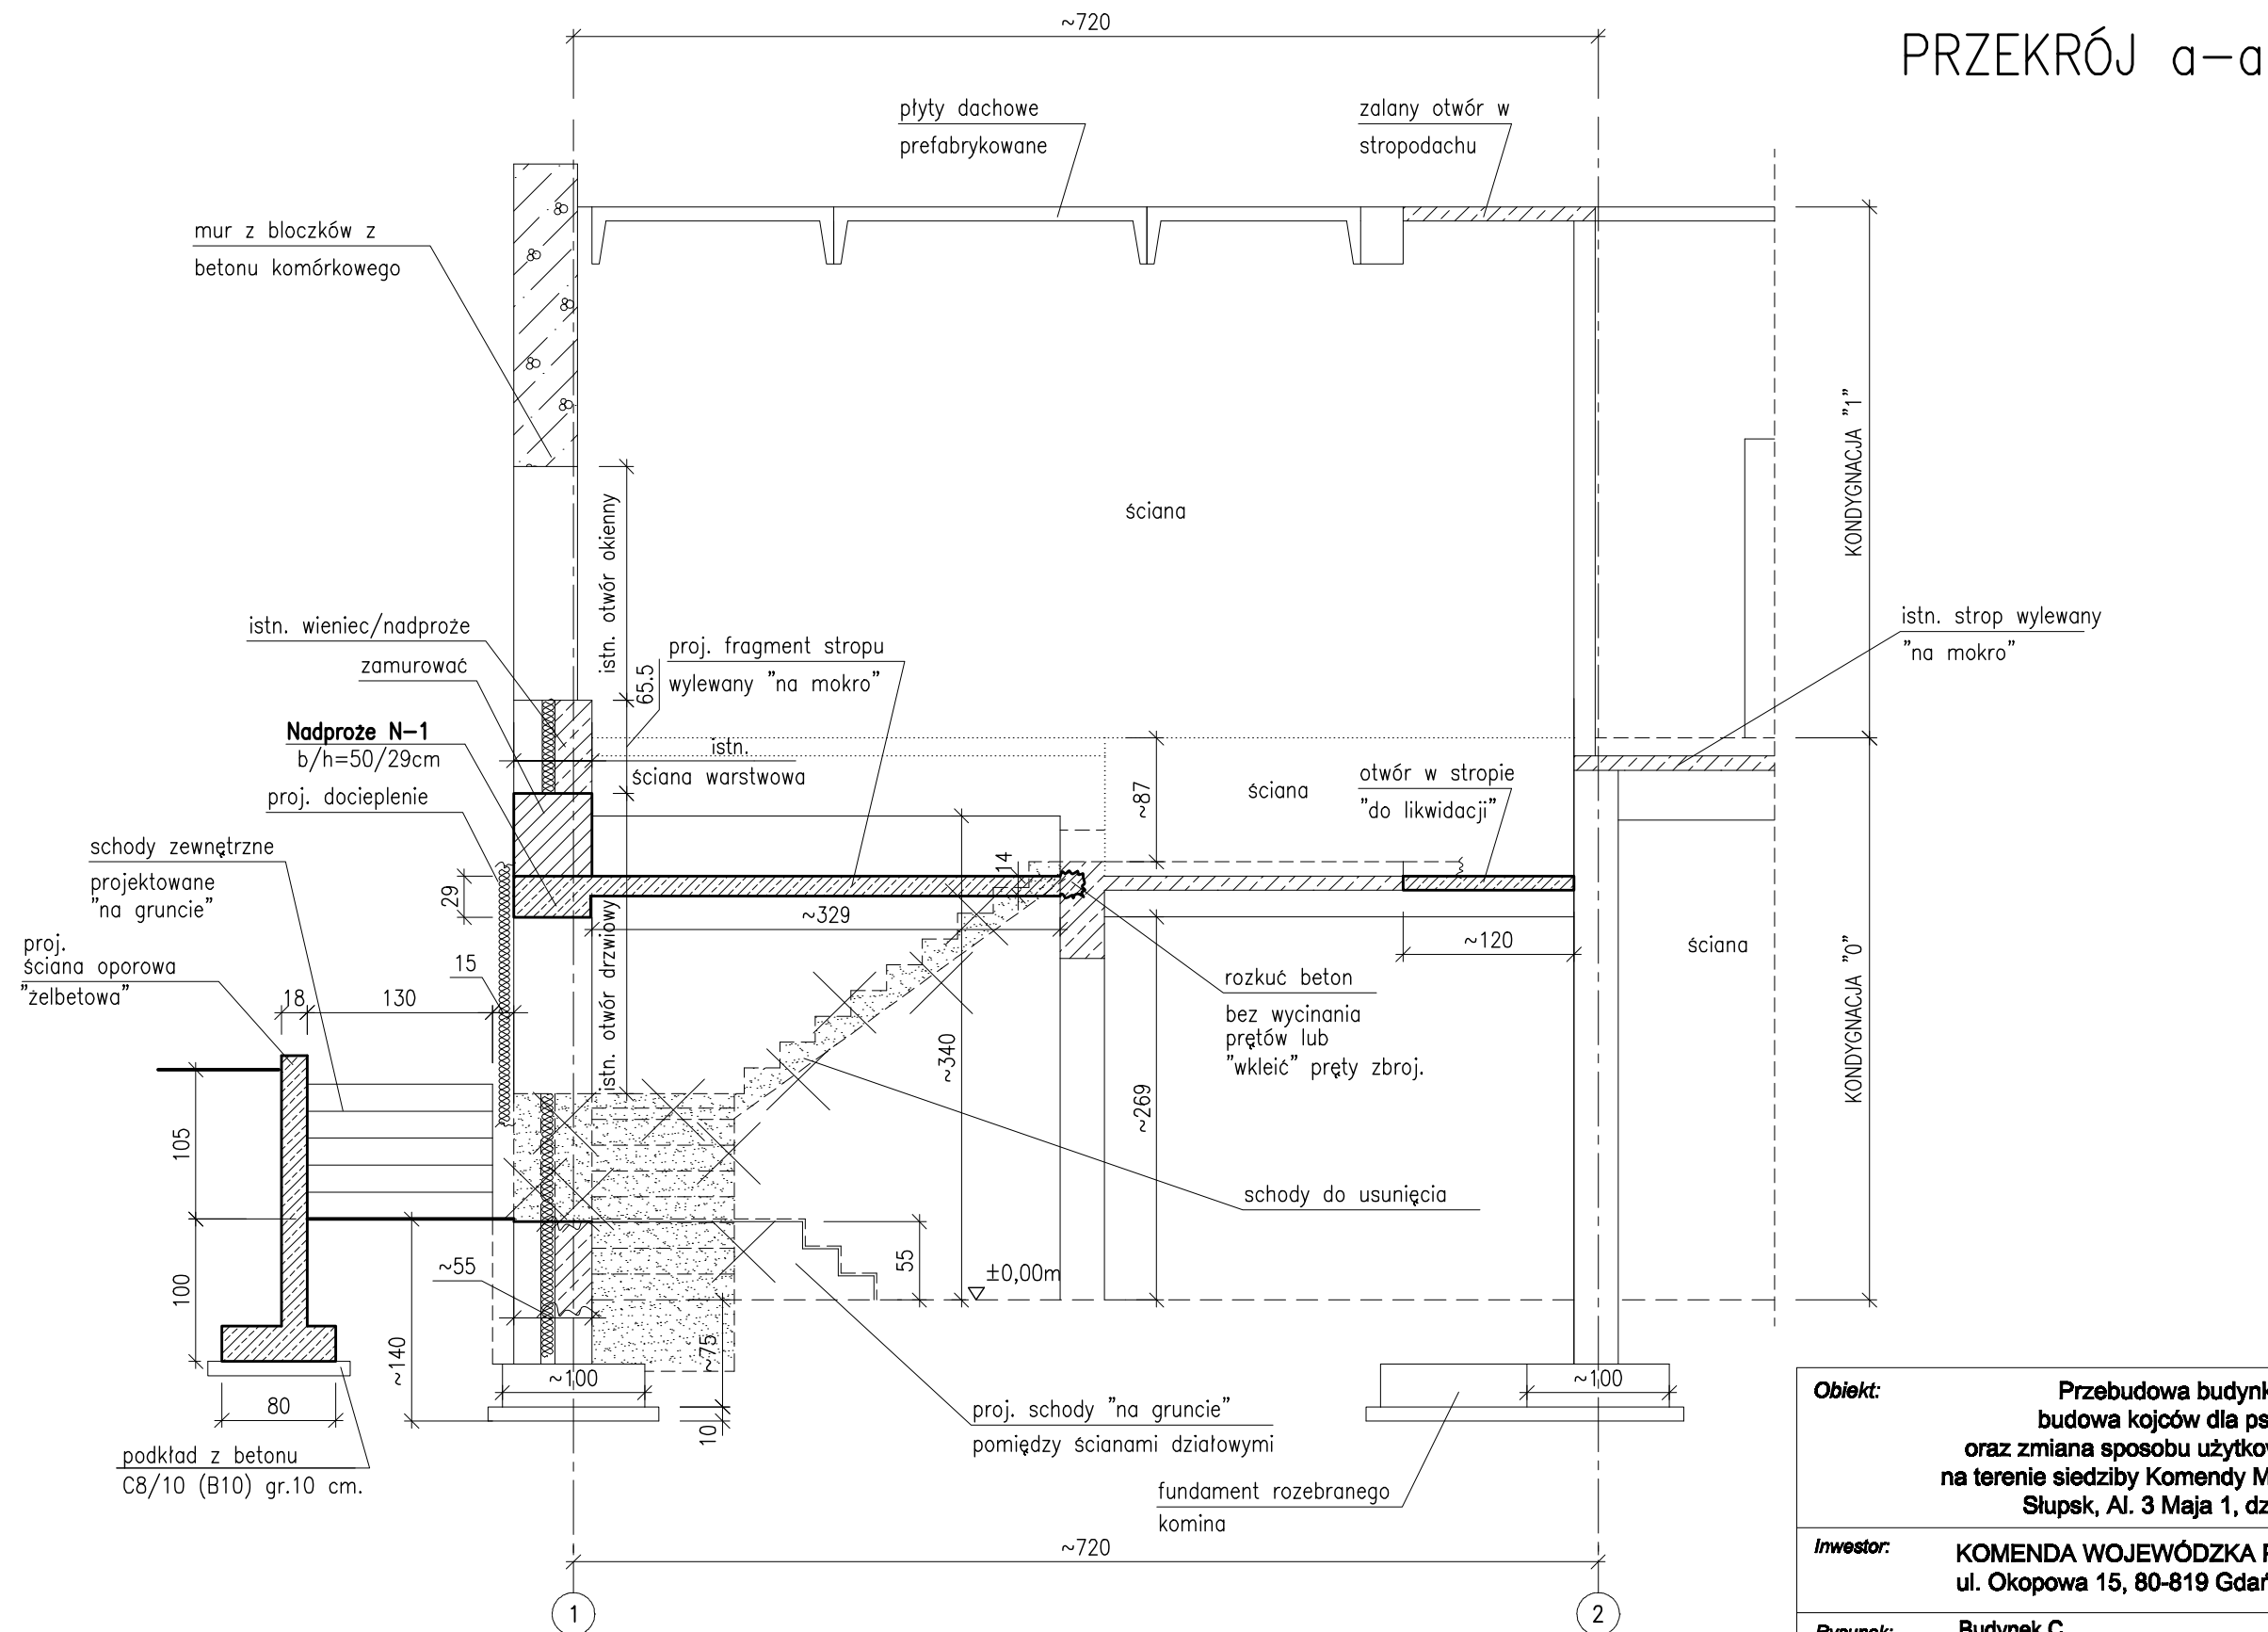 ~720
PRZEKRÓJ a-a
płyty dachowe
prefabrykowane
zalany otwór w
stropodachu
mur z bloczków z
betonu komórkowego
KONDYGNACJA "1"
ściana
istn. otwór okienny
istn. wieniec/nadproże
zamurować
65.5
proj. fragment stropu
wylewany "na mokro"
istn. strop wylewany
"na mokro"
Nadproże N-1
b/h=50/29cm
proj. docieplenie
istn.
ściana warstwowa
~87
ściana
otwór w stropie
"do likwidacji"
schody zewnętrzne
projektowane
"na gruncie"
29
14
~329
~120
ściana
proj.
ściana oporowa
"żelbetowa"
15
18
130
istn. otwór drzwiowy
rozkuć beton
bez wycinania
prętów lub
"wkleić" pręty zbroj.
~340
~269
KONDYGNACJA "0"
105
schody do usunięcia
100
~55
55
±0,00m
~140
~75
~100
~100
80
10
proj. schody "na gruncie"
pomiędzy ścianami działowymi
podkład z betonu
C8/10 (B10) gr.10 cm.
fundament rozebranego
komina
~720
1
2
Obiekt:
Przebudowa budynk
budowa kojców dla ps
oraz zmiana sposobu użytkow
na terenie siedziby Komendy M
Słupsk, Al. 3 Maja 1, dz
Inwestor:
KOMENDA WOJEWÓDZKA P
ul. Okopowa 15, 80-819 Gdań
Rysunek:
Budynek C